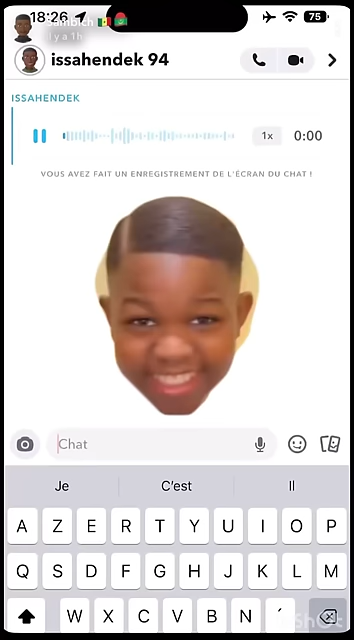 18:26
75
Sambich
Il y a 1h
issahendek 94
ISSAHENDEK
1x
0:00
VOUS AVEZ FAIT UN ENREGISTREMENT DE L'ÉCRAN DU CHAT !
Chat
Je
C'est
Il
A Z E R T Y U I O P
Q S D F G H J K L M
W X C V B N ´